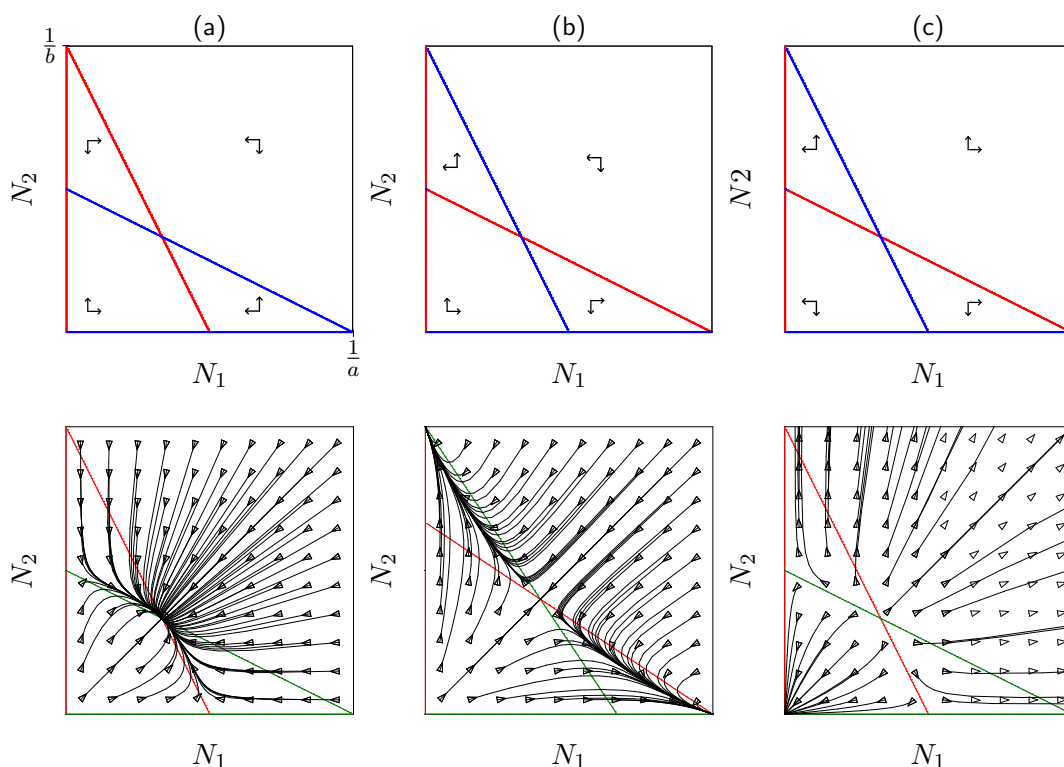 (a) (b) (c)
1/b
N₂ N₂ N2
1/a
N₁ N₁ N₁
N₂ N₂ N₂
N₁ N₁ N₁